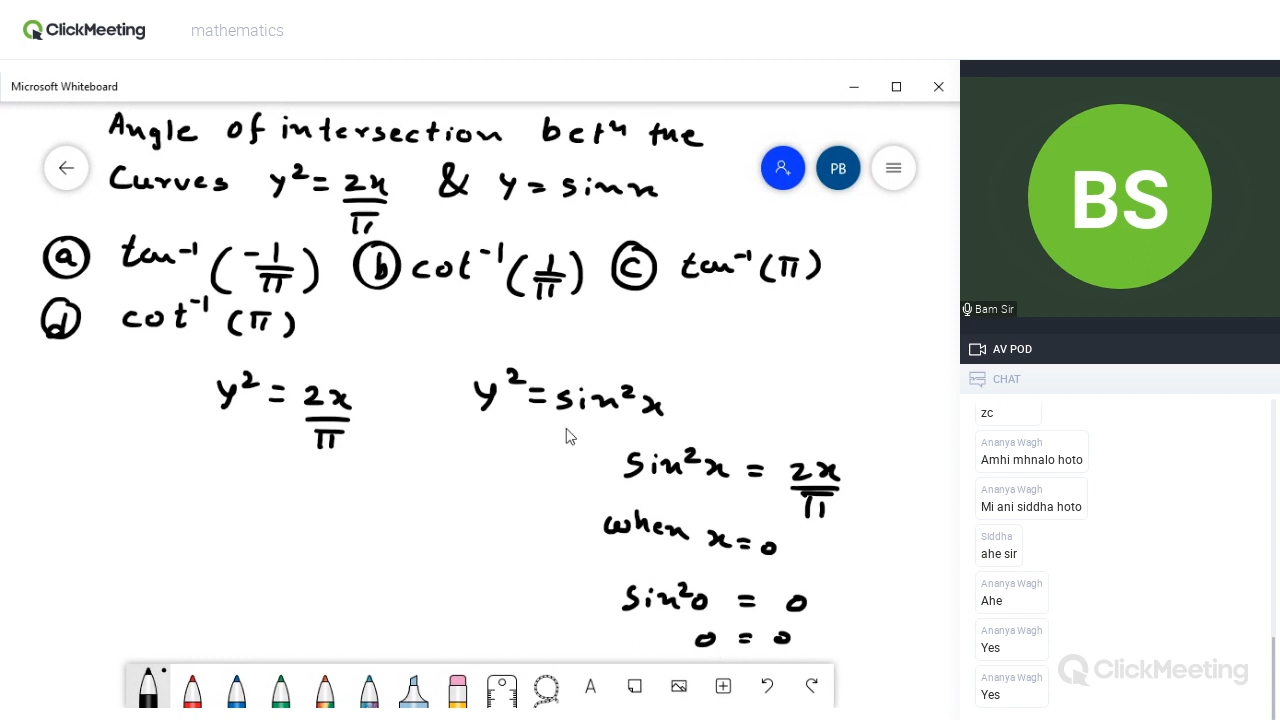 ClickMeeting mathematics
Microsoft Whiteboard
Angle of intersection betⁿ the
Curves y² = 2x/π & y = sinx
ⓐ tan⁻¹(-1/π) ⓑ cot⁻¹(1/π) ⓒ tan⁻¹(π)
ⓓ cot⁻¹(π)
y² = 2x/π y² = sin²x
sin²x = 2x/π
when x = 0
sin²0 = 0
0 = 0
A
PB
BS
Bam Sir
AV POD
CHAT
zc
Ananya Wagh
Amhi mhnalo hoto
Ananya Wagh
Mi ani siddha hoto
Siddha
ahe sir
Ananya Wagh
Ahe
Ananya Wagh
Yes
Ananya Wagh
Yes
ClickMeeting